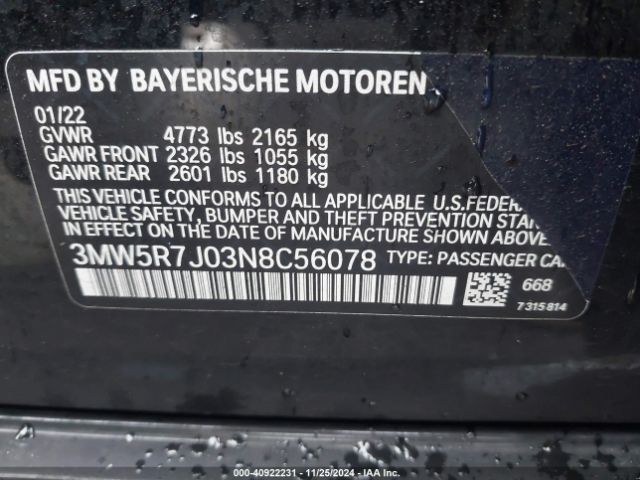 MFD BY BAYERISCHE MOTOREN
01/22
GVWR 4773 lbs 2165 kg
GAWR FRONT 2326 lbs 1055 kg
GAWR REAR 2601 lbs 1180 kg
THIS VEHICLE CONFORMS TO ALL APPLICABLE U.S.FEDER
VEHICLE SAFETY, BUMPER AND THEFT PREVENTION STAN
IN EFFECT ON THE DATE OF MANUFACTURE SHOWN ABOVE.
3MW5R7J03N8C56078 TYPE: PASSENGER CA
668
7 315 814
000-40922231 - 11/25/2024 - IAA Inc.